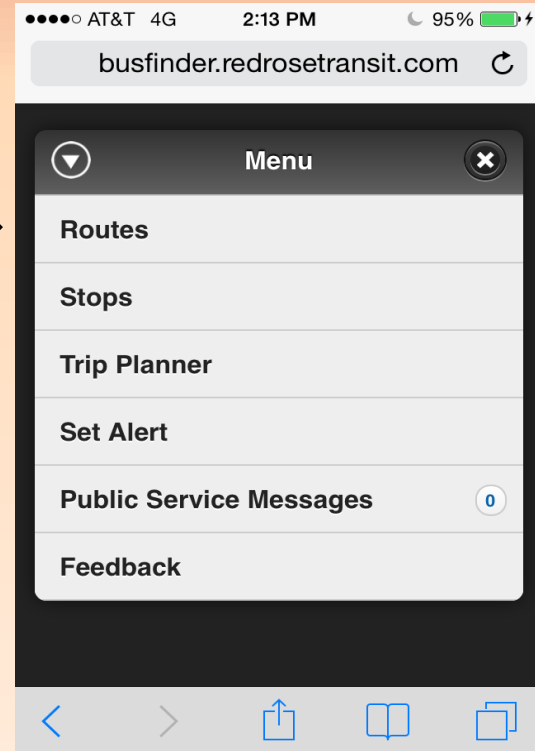 AT&T 4G 2:13 PM 95%
busfinder.redrosetransit.com
Menu
Routes
Stops
Trip Planner
Set Alert
Public Service Messages 0
Feedback